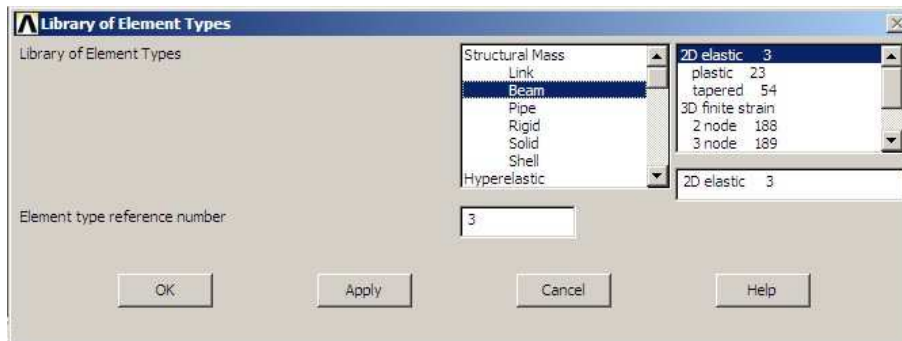 Library of Element Types
Library of Element Types
Structural Mass
Link
Beam
Pipe
Rigid
Solid
Shell
Hyperelastic
2D elastic 3
plastic 23
tapered 54
3D finite strain
2 node 188
3 node 189
2D elastic 3
Element type reference number
3
OK
Apply
Cancel
Help